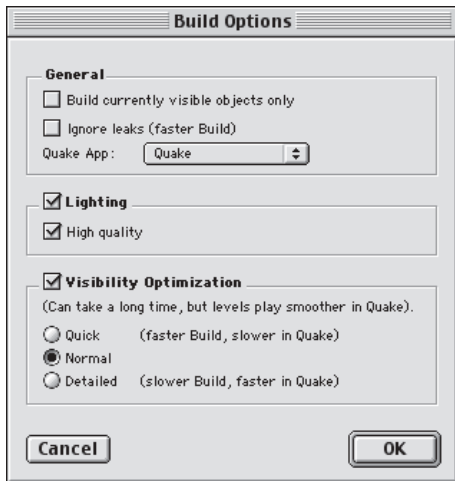 Build Options
General
Build currently visible objects only
Ignore leaks (faster Build)
Quake App: Quake
Lighting
High quality
Visibility Optimization
(Can take a long time, but levels play smoother in Quake).
Quick (faster Build, slower in Quake)
Normal
Detailed (slower Build, faster in Quake)
Cancel OK